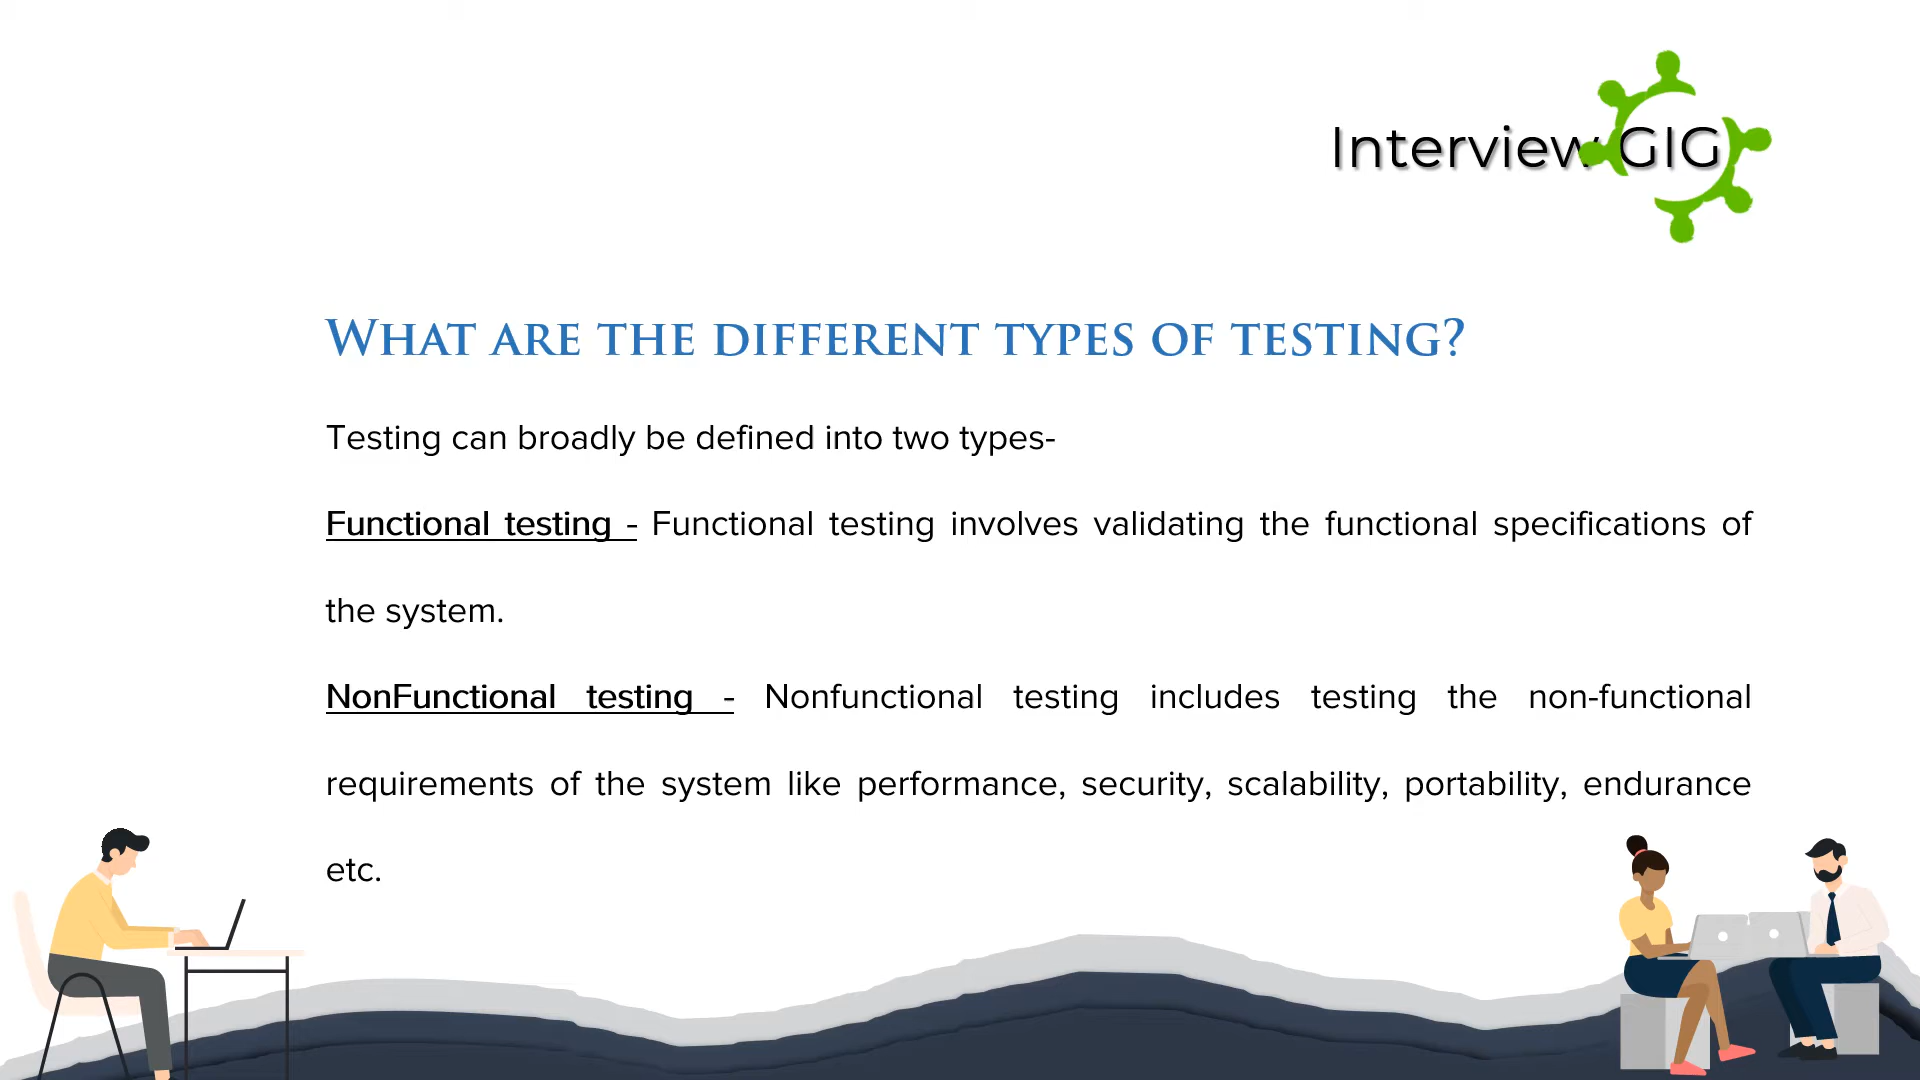 Interview GIG
What are the different types of testing?
Testing can broadly be defined into two types-
Functional testing - Functional testing involves validating the functional specifications of
the system.
NonFunctional testing - Nonfunctional testing includes testing the non-functional
requirements of the system like performance, security, scalability, portability, endurance
etc.